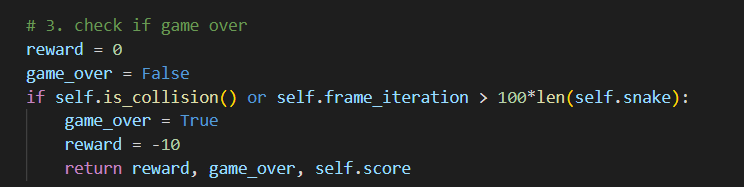 # 3. check if game over
reward = 0
game_over = False
if self.is_collision() or self.frame_iteration > 100*len(self.snake):
    game_over = True
    reward = -10
    return reward, game_over, self.score